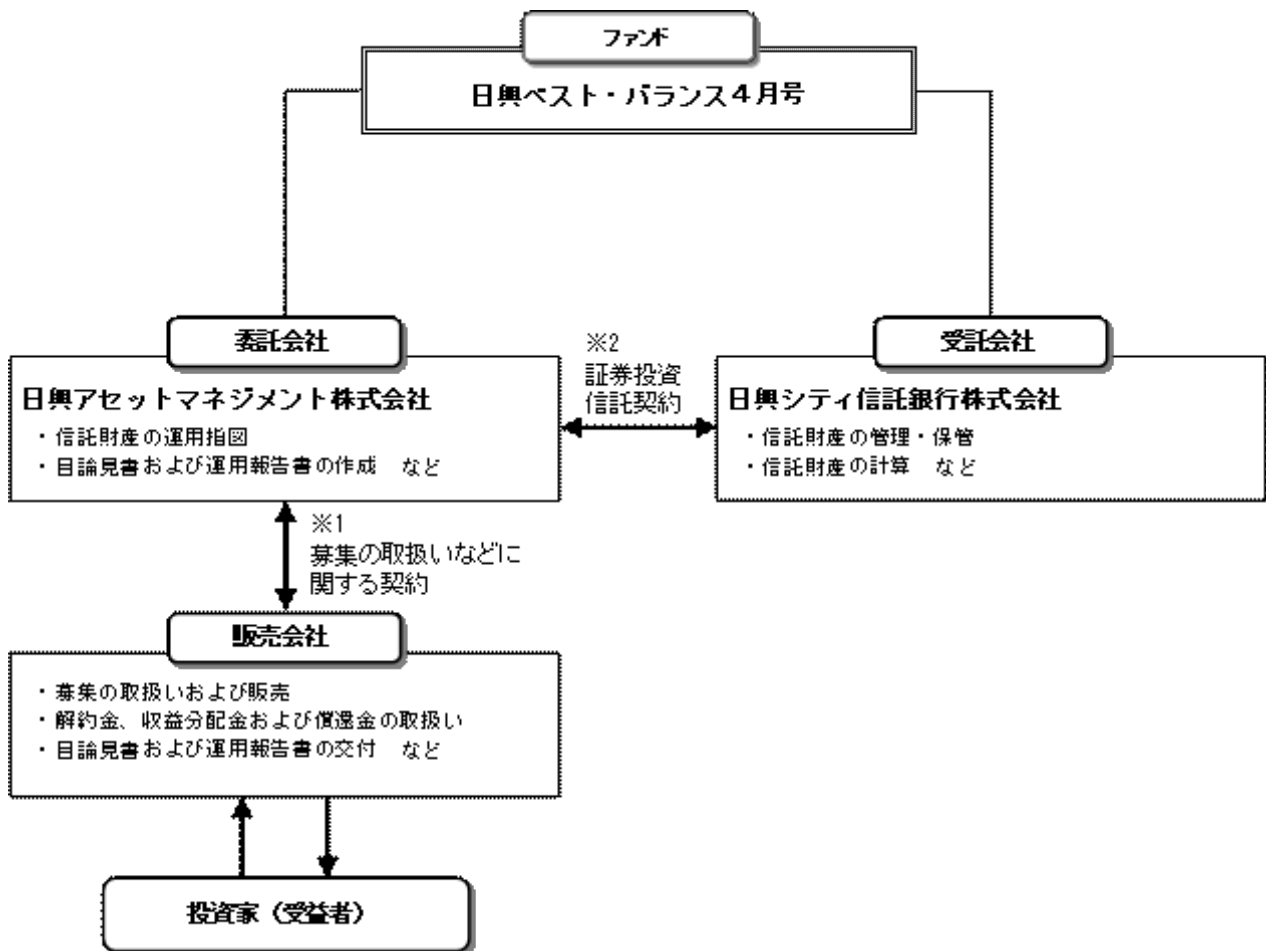 ファンド
日興ベスト・バランス４月号
委託会社
日興アセットマネジメント株式会社
・信託財産の運用指図
・目論見書および運用報告書の作成　など
※2
証券投資
信託契約
受託会社
日興シティ信託銀行株式会社
・信託財産の管理・保管
・信託財産の計算　など
※1
募集の取扱いなどに
関する契約
販売会社
・募集の取扱いおよび販売
・解約金、収益分配金および償還金の取扱い
・目論見書および運用報告書の交付　など
投資家（受益者）